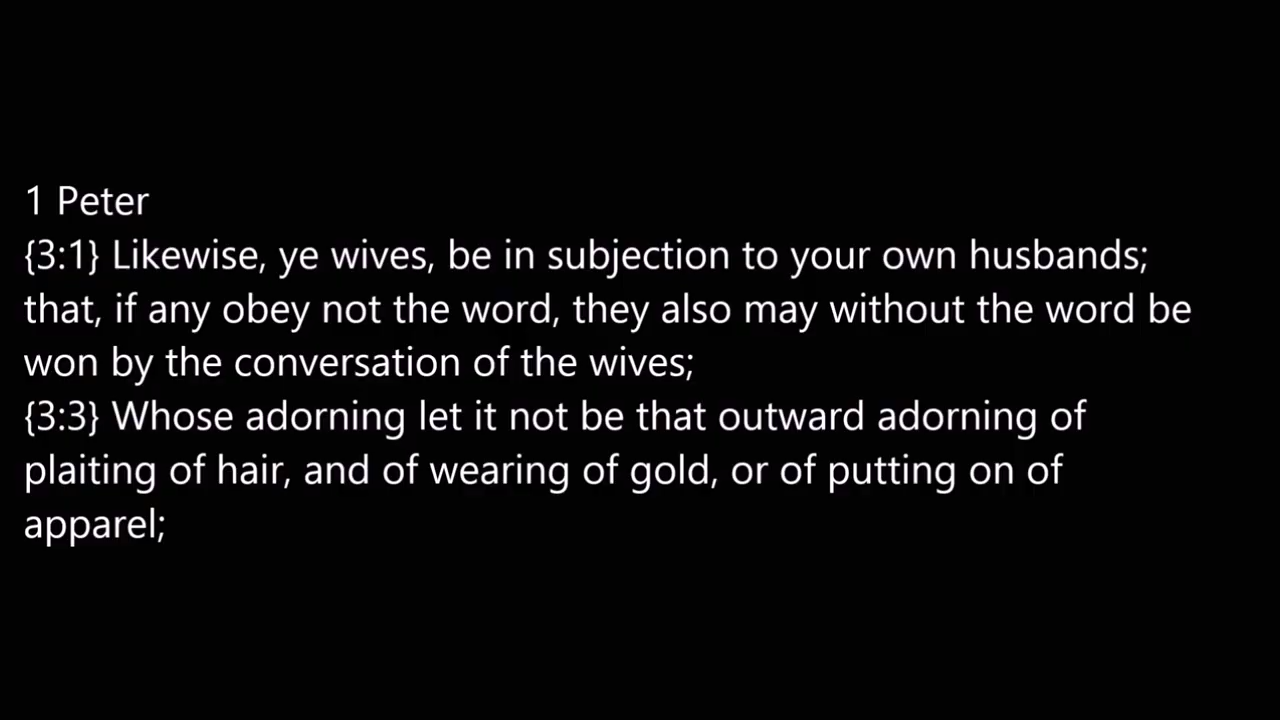 1 Peter
{3:1} Likewise, ye wives, be in subjection to your own husbands;
that, if any obey not the word, they also may without the word be
won by the conversation of the wives;
{3:3} Whose adorning let it not be that outward adorning of
plaiting of hair, and of wearing of gold, or of putting on of
apparel;